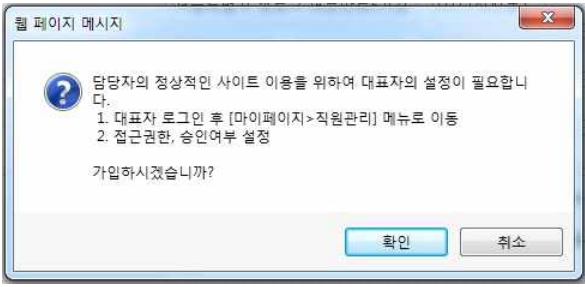 웹 페이지 메시지
담당자의 정상적인 사이트 이용을 위하여 대표자의 설정이 필요합니
다.
1. 대표자 로그인 후 [마이페이지>직원관리] 메뉴로 이동
2. 접근권한, 승인여부 설정
가입하시겠습니까?
확인
취소